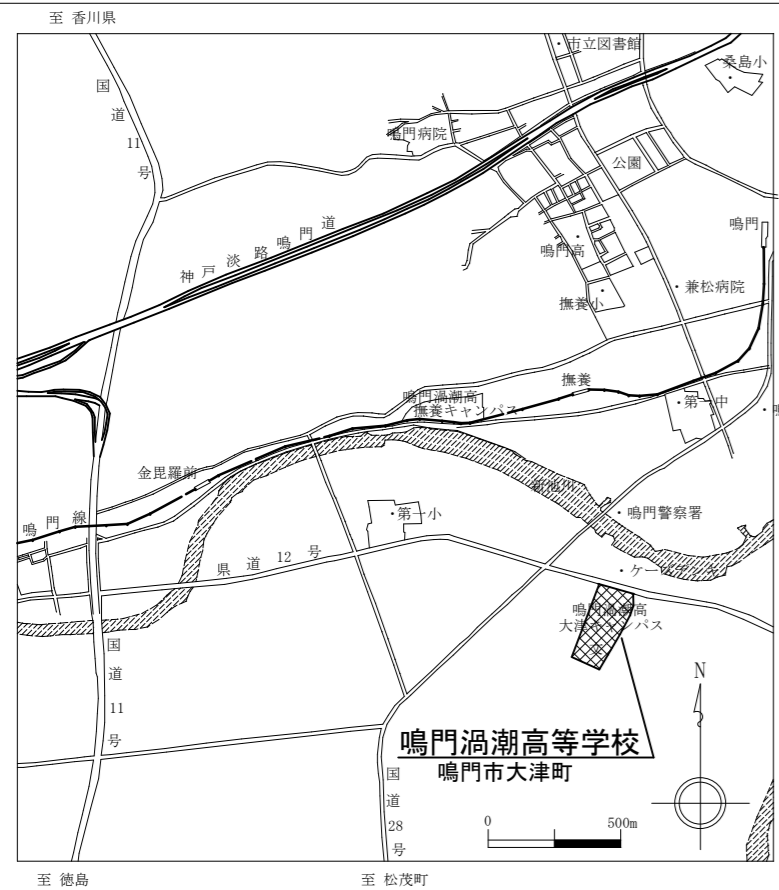 至 香川県
市立図書館
桑島小
国道11号
鳴門病院
公園
鳴門
神戸淡路鳴門道
鳴門高
兼松病院
撫養小
撫養
鳴門渦潮高
撫養キャンパス
第一中
金毘羅前
新池川
鳴門線
第一小
鳴門警察署
県道12号
鳴門渦潮高
大津キャンパス
国道11号
N
鳴門渦潮高等学校
鳴門市大津町
国道28号
0 500m
至 徳島
至 松茂町